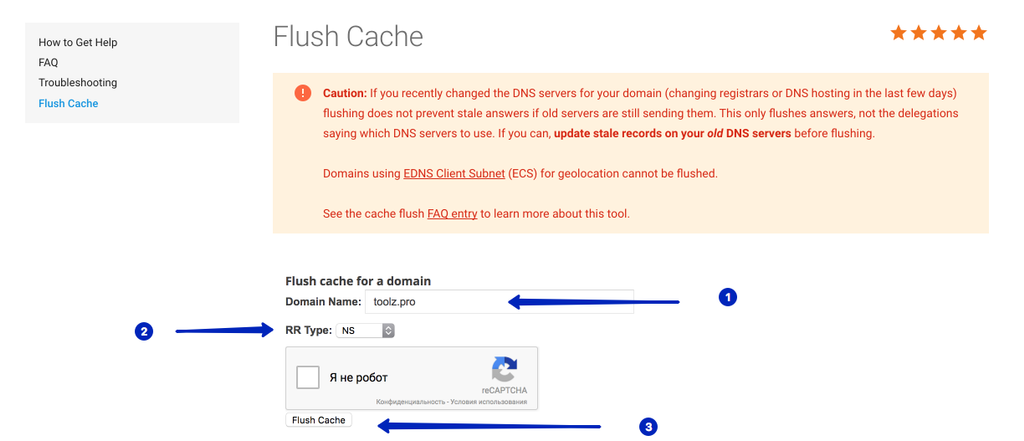 How to Get Help
FAQ
Troubleshooting
Flush Cache
Flush Cache
Caution: If you recently changed the DNS servers for your domain (changing registrars or DNS hosting in the last few days)
flushing does not prevent stale answers if old servers are still sending them. This only flushes answers, not the delegations
saying which DNS servers to use. If you can, update stale records on your old DNS servers before flushing.
Domains using EDNS Client Subnet (ECS) for geolocation cannot be flushed.
See the cache flush FAQ entry to learn more about this tool.
Flush cache for a domain
Domain Name: toolz.pro
1
2
RR Type: NS
Я не робот
reCAPTCHA
Конфиденциальность - Условия использования
Flush Cache
3